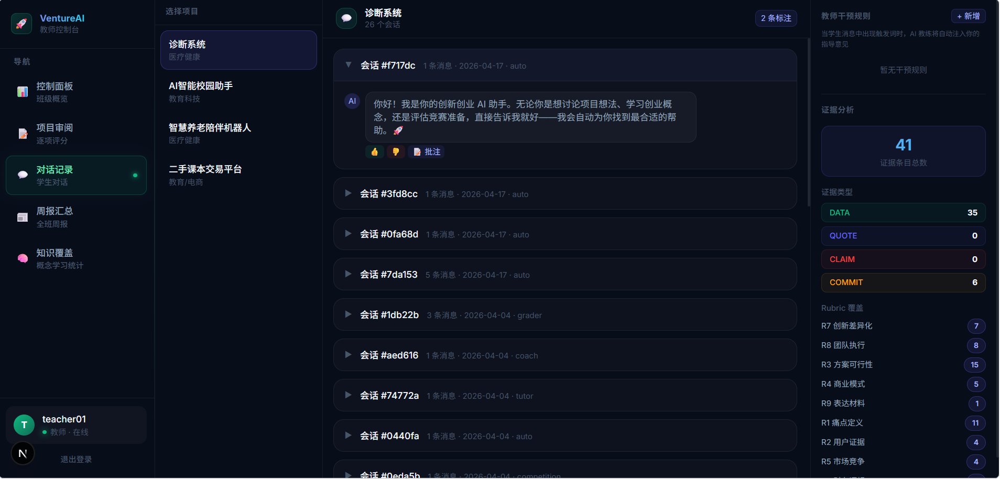 VentureAI
教师控制台
导航
控制面板
班级概览
项目审阅
逐项评分
对话记录
学生对话
周报汇总
全班周报
知识覆盖
概念学习统计
T
teacher01
教师 · 在线
N
退出登录
选择项目
诊断系统
医疗健康
AI智能校园助手
教育科技
智慧养老陪伴机器人
医疗健康
二手课本交易平台
教育/电商
诊断系统
26 个会话
2 条标注
会话 #f717dc 1 条消息 · 2026-04-17 · auto
AI
你好！我是你的创新创业 AI 助手。无论你是想讨论项目想法、学习创业概
念，还是评估竞赛准备，直接告诉我就好——我会自动为你找到最合适的帮
助。🚀
👍 👎 📝 批注
会话 #3fd8cc 1 条消息 · 2026-04-17 · auto
会话 #0fa68d 1 条消息 · 2026-04-17 · auto
会话 #7da153 5 条消息 · 2026-04-17 · auto
会话 #1db22b 3 条消息 · 2026-04-04 · grader
会话 #aed616 1 条消息 · 2026-04-04 · coach
会话 #74772a 1 条消息 · 2026-04-04 · tutor
会话 #0440fa 1 条消息 · 2026-04-04 · auto
会话 #0eda5b 1 条消息 · 2026-04-04 · competition
教师干预规则
+ 新增
当学生消息中出现触发词时，AI 教练将自动注入你的
指导意见
暂无干预规则
证据分析
41
证据条目总数
证据类型
DATA 35
QUOTE 0
CLAIM 0
COMMIT 6
Rubric 覆盖
R7 创新差异化 7
R8 团队执行 8
R3 方案可行性 15
R4 商业模式 5
R9 表达材料 1
R1 痛点定义 11
R2 用户证据 4
R5 市场竞争 4